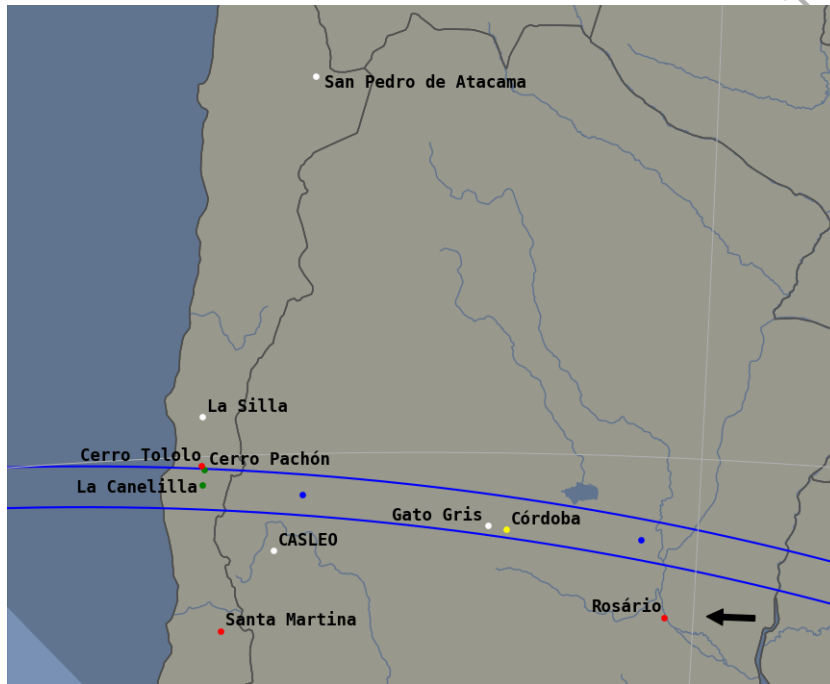 San Pedro de Atacama
La Silla
Cerro Tololo
Cerro Pachón
La Canelilla
Gato Gris
Córdoba
CASLEO
Rosário
Santa Martina